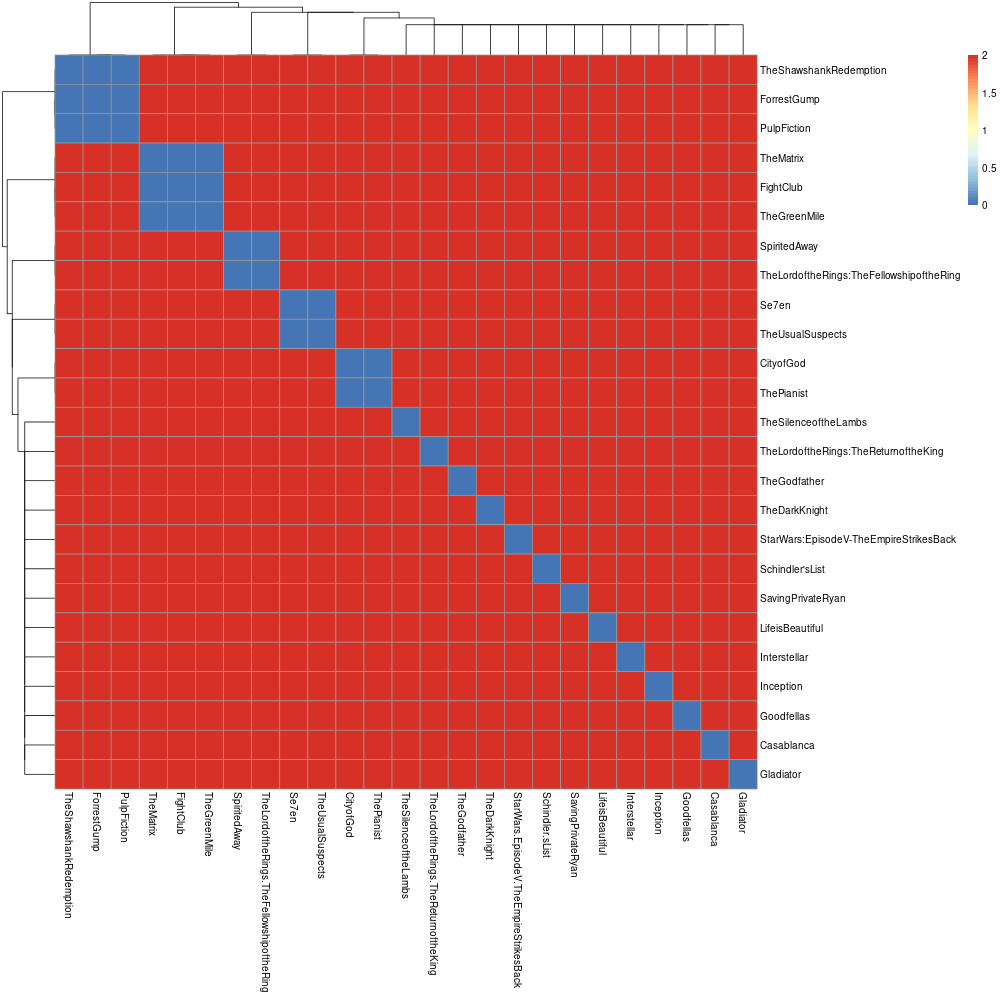 2
1.5
1
0.5
0
TheShawshankRedemption
ForrestGump
PulpFiction
TheMatrix
FightClub
TheGreenMile
SpiritedAway
TheLordoftheRings:TheFellowshipoftheRing
Se7en
TheUsualSuspects
CityofGod
ThePianist
TheSilenceoftheLambs
TheLordoftheRings:TheReturnoftheKing
TheGodfather
TheDarkKnight
StarWars:EpisodeV-TheEmpireStrikesBack
Schindler'sList
SavingPrivateRyan
LifeisBeautiful
Interstellar
Inception
Goodfellas
Casablanca
Gladiator
TheShawshankRedemption
ForrestGump
PulpFiction
TheMatrix
FightClub
TheGreenMile
SpiritedAway
TheLordoftheRings.TheFellowshipoftheRing
Se7en
TheUsualSuspects
CityofGod
ThePianist
TheSilenceoftheLambs
TheLordoftheRings.TheReturnoftheKing
TheGodfather
TheDarkKnight
StarWars.EpisodeV.TheEmpireStrikesBack
Schindler.sList
SavingPrivateRyan
LifeisBeautiful
Interstellar
Inception
Goodfellas
Casablanca
Gladiator